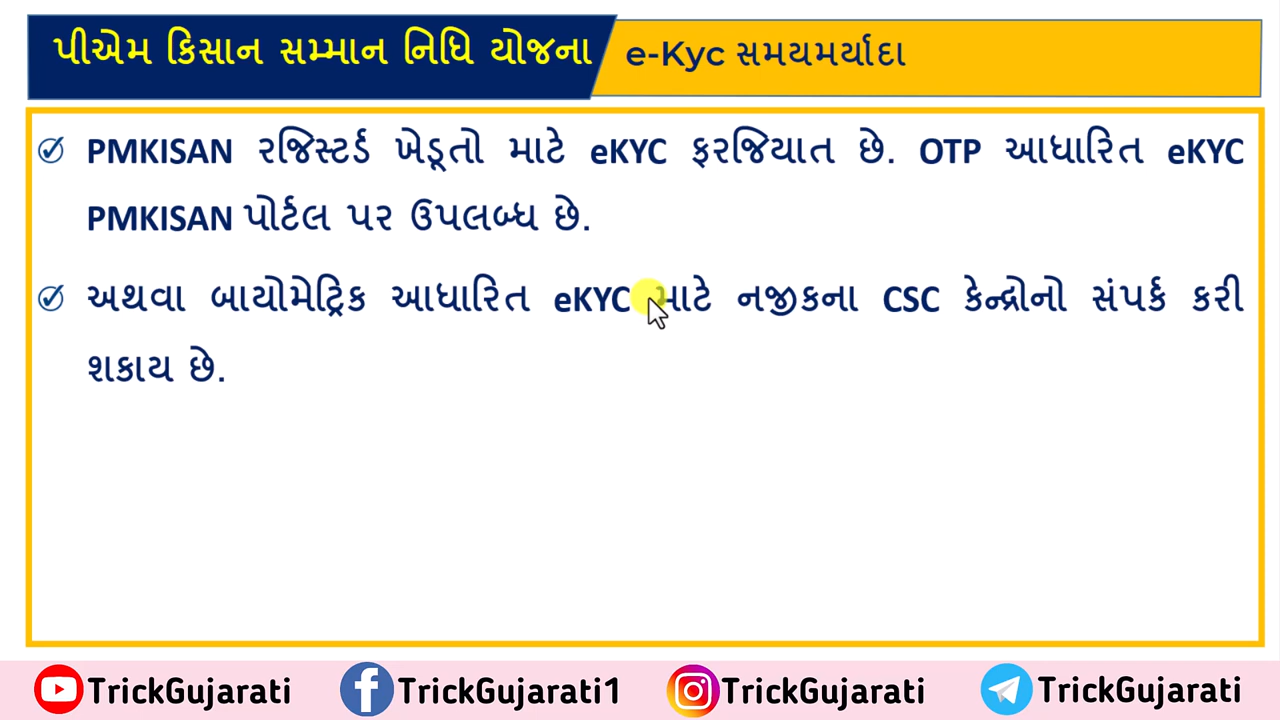 પીએમ કિસાન સમ્માન નિધિ યોજના e-Kyc સમયમર્યાદા
PMKISAN રજિસ્ટર્ડ ખેડૂતો માટે eKYC ફરજિયાત છે. OTP આધારિત eKYC
PMKISAN પોર્ટલ પર ઉપલબ્ધ છે.
અથવા બાયોમેટ્રિક આધારિત eKYC માટે નજીકના CSC કેન્દ્રોનો સંપર્ક કરી
શકાય છે.
TrickGujarati TrickGujarati1 TrickGujarati TrickGujarati